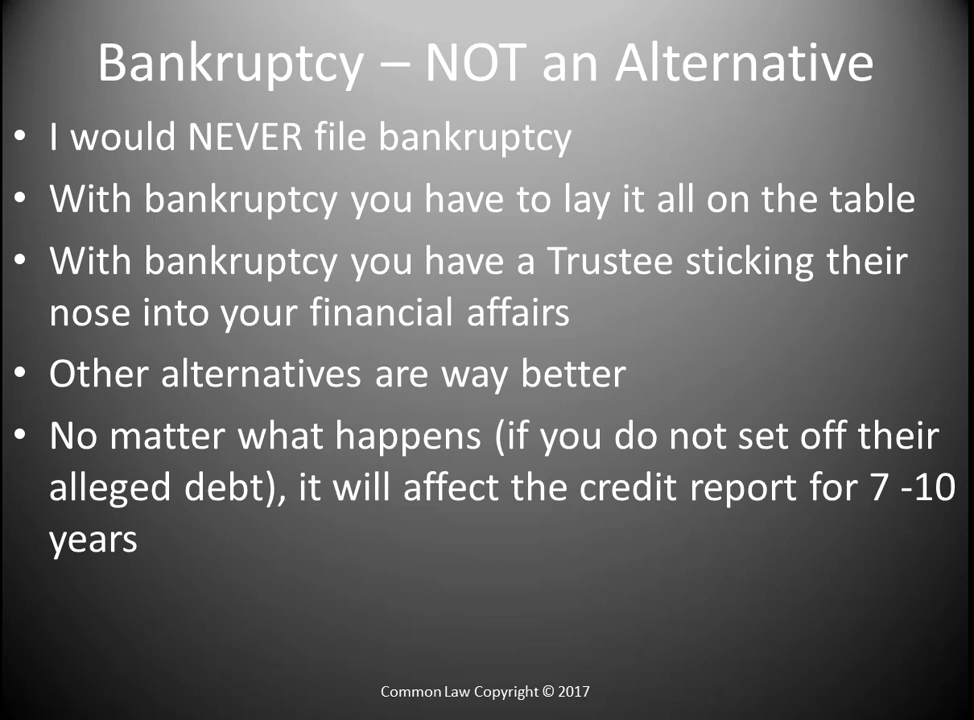 Bankruptcy – NOT an Alternative
• I would NEVER file bankruptcy
• With bankruptcy you have to lay it all on the table
• With bankruptcy you have a Trustee sticking their
nose into your financial affairs
• Other alternatives are way better
• No matter what happens (if you do not set off their
alleged debt), it will affect the credit report for 7 -10
years
Common Law Copyright © 2017